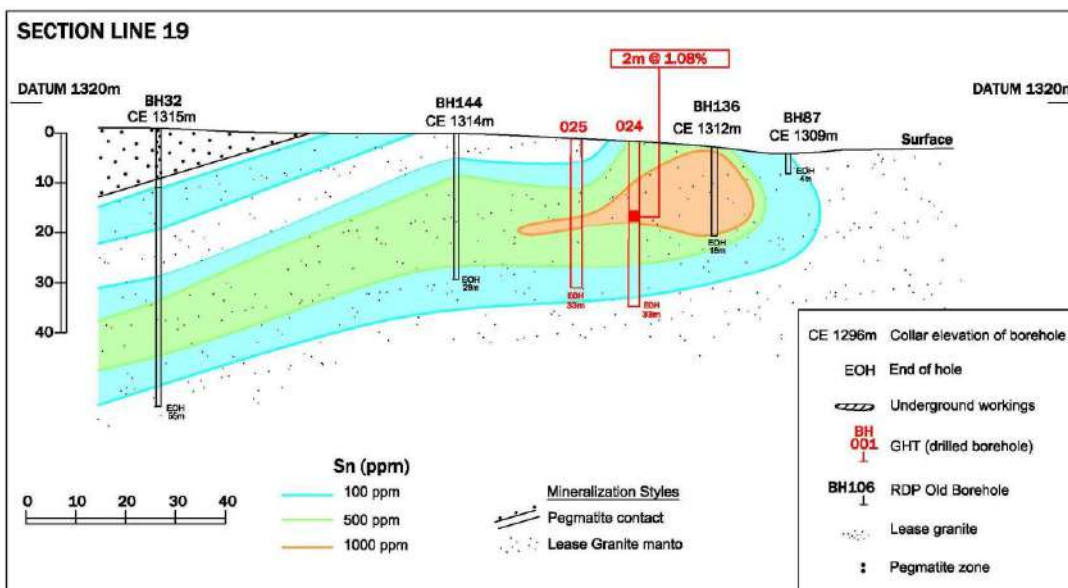 SECTION LINE 19
2m @ 1.08%
DATUM 1320m
DATUM 1320m
BH32
CE 1315m
BH144
CE 1314m
025
024
BH136
CE 1312m
BH87
CE 1309m
Surface
0
10
20
30
40
EOH
4m
EOH
18m
EOH
29m
EOH
33m
EOH
33m
EOH
55m
CE 1296m Collar elevation of borehole
EOH End of hole
Underground workings
BH
001 GHT (drilled borehole)
BH106 RDP Old Borehole
Lease granite
Pegmatite zone
Sn (ppm)
100 ppm
500 ppm
1000 ppm
Mineralization Styles
Pegmatite contact
Lease Granite manto
0 10 20 30 40